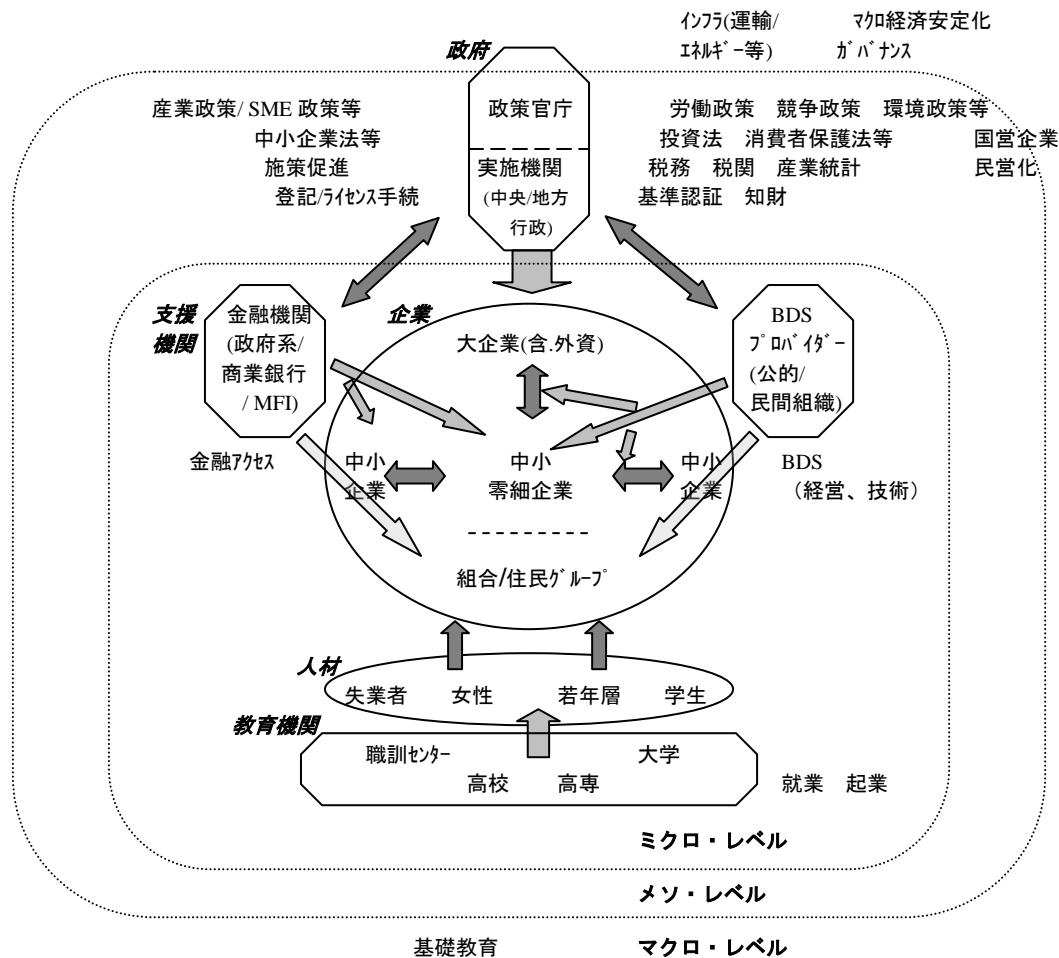 インフラ(運輸/ マクロ経済安定化
エネルギー等) ガバナンス
政府
産業政策/ SME 政策等
中小企業法等
施策促進
登記/ライセンス手続
政策官庁
実施機関
(中央/地方
行政)
労働政策 競争政策 環境政策等
投資法 消費者保護法等 国営企業
税務 税関 産業統計 民営化
基準認証 知財
支援
機関
金融機関
(政府系/
商業銀行
/ MFI)
金融アクセス
企業
大企業(含.外資)
中小
企業
中小
零細企業
中小
企業
---------
組合/住民グループ
BDS
プロバイダー
(公的/
民間組織)
BDS
(経営、技術)
人材
失業者 女性 若年層 学生
教育機関
職訓センター 大学
高校 高専
就業 起業
ミクロ・レベル
メソ・レベル
基礎教育 マクロ・レベル